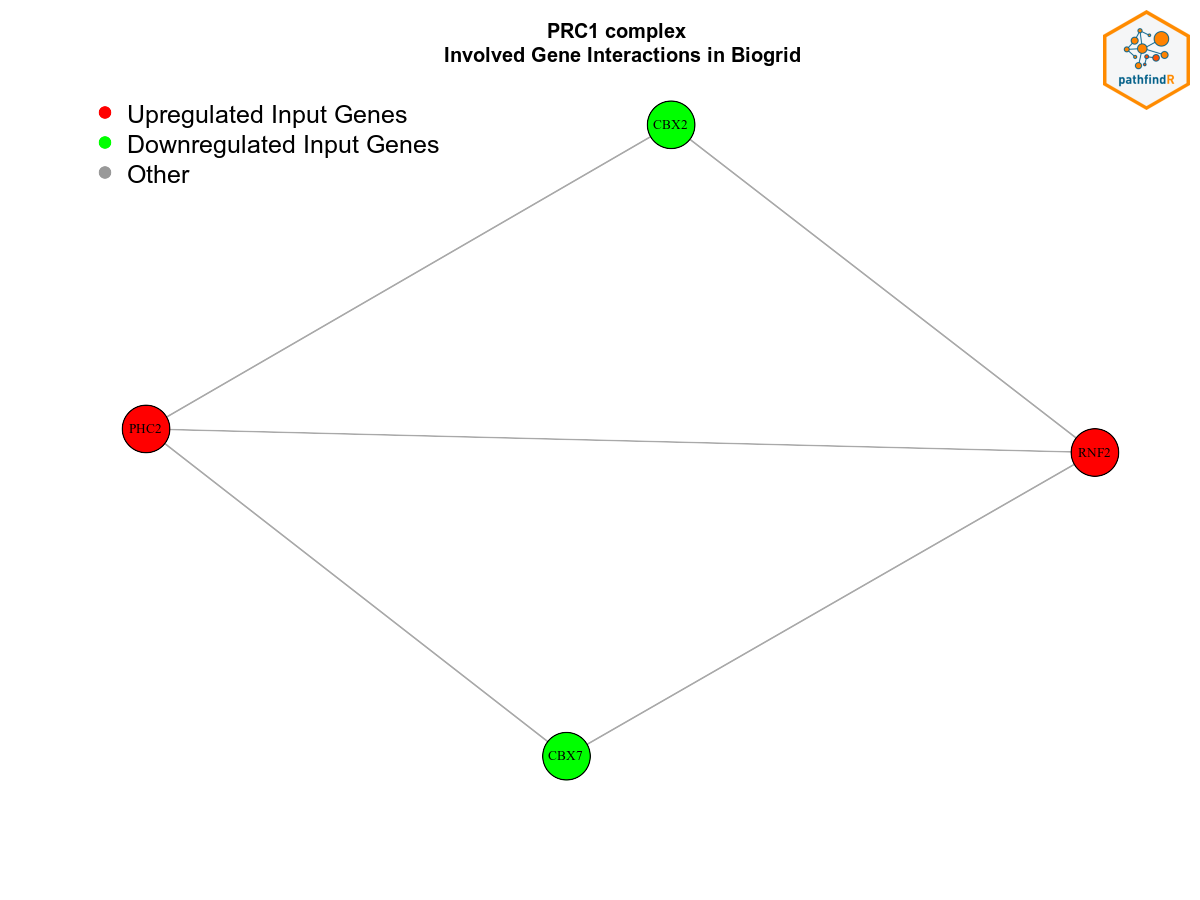 PRC1 complex
Involved Gene Interactions in Biogrid
pathfindR
Upregulated Input Genes
Downregulated Input Genes
Other
CBX2
PHC2
RNF2
CBX7